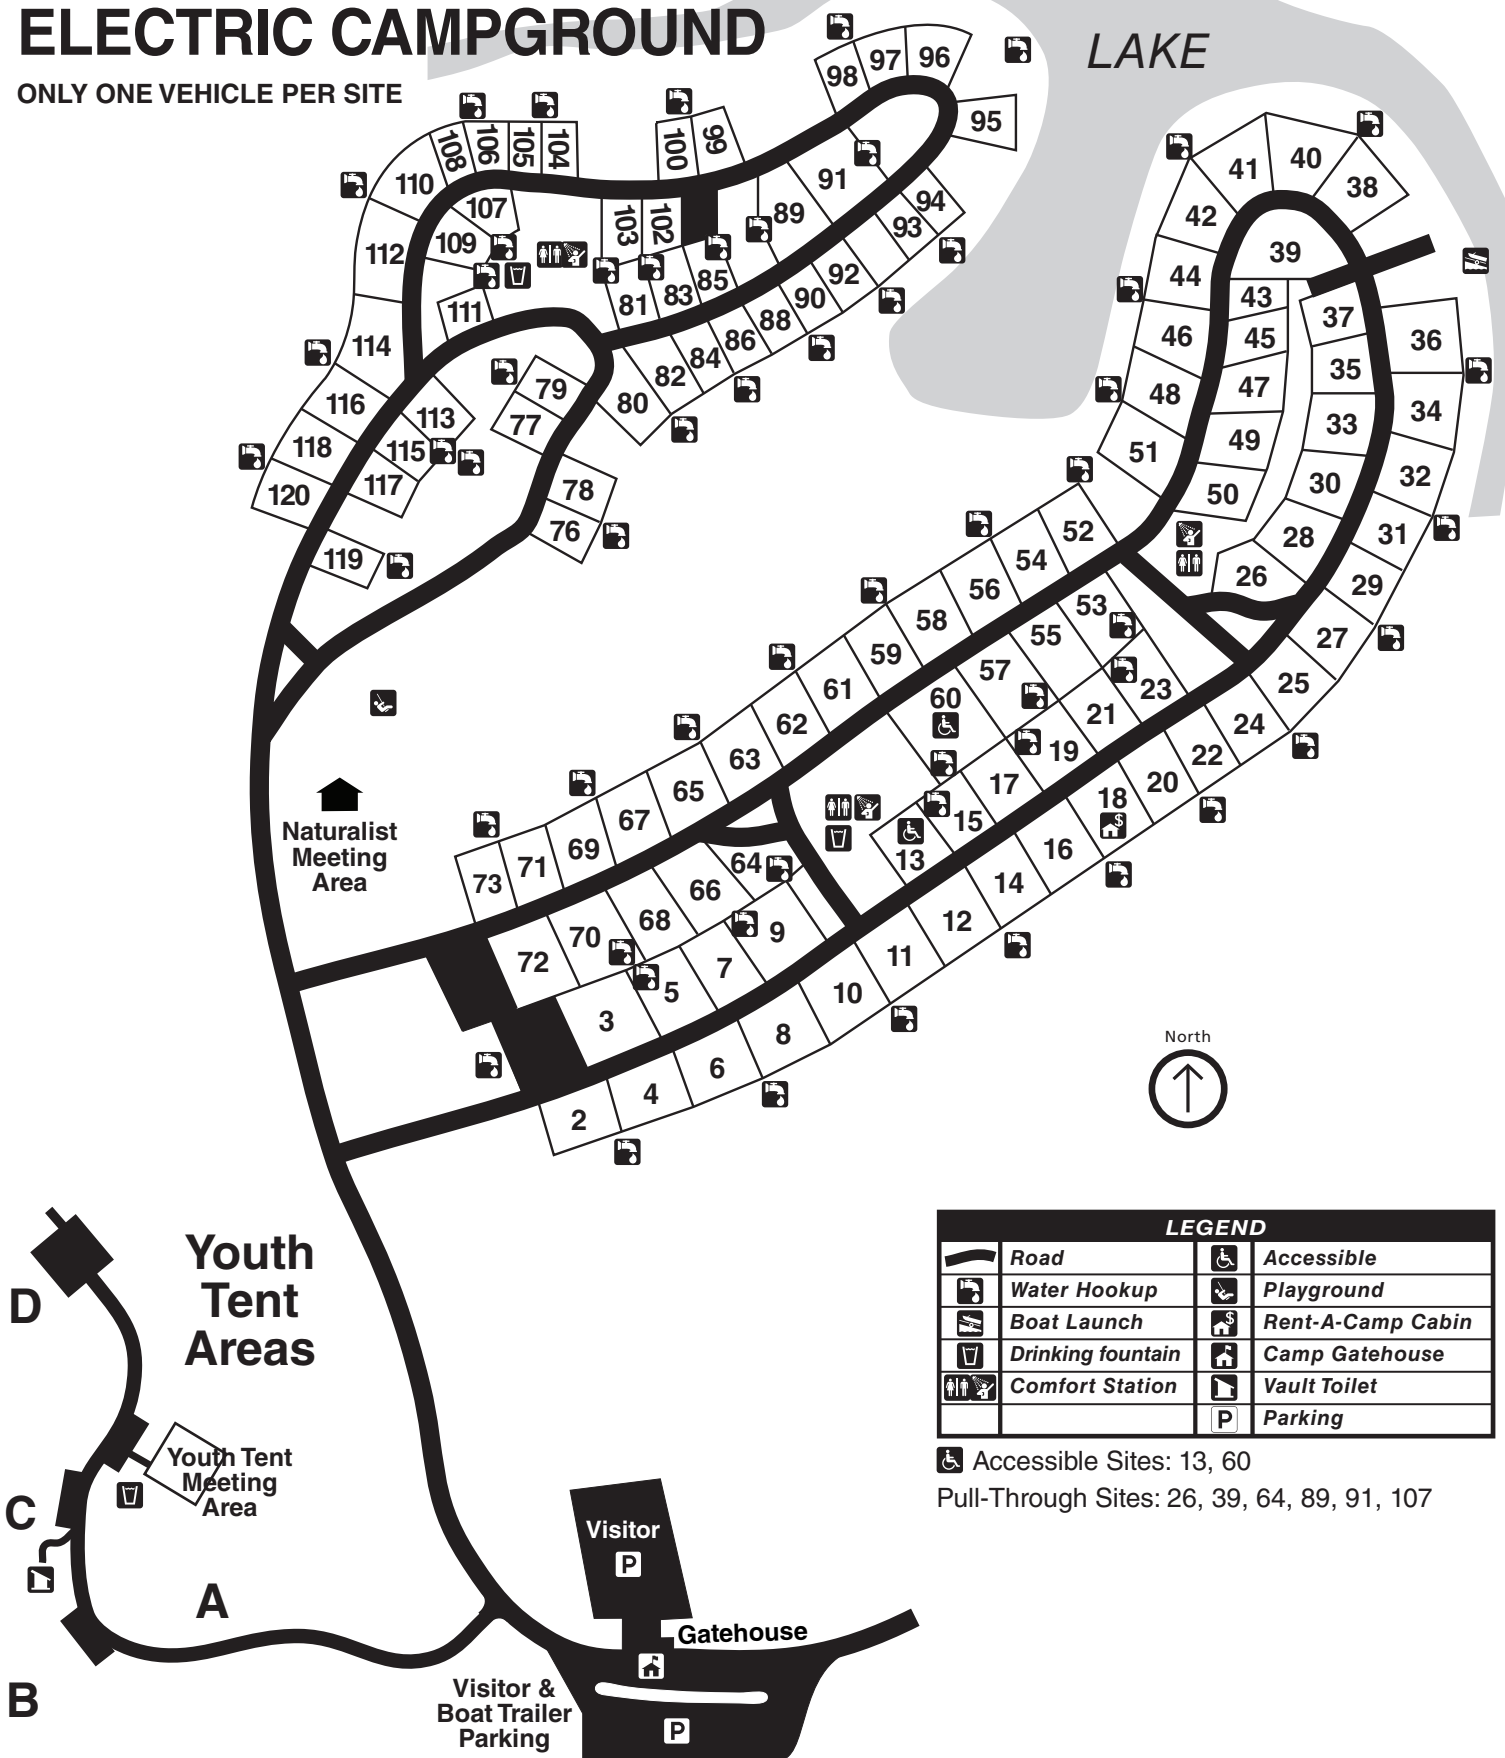 ELECTRIC CAMPGROUND
ONLY ONE VEHICLE PER SITE
LAKE
98
97
96
95
108
106
105
104
100
99
110
107
103
102
91
89
94
93
112
109
85
83
81
92
90
88
86
84
82
80
111
114
79
77
116
113
118
115
117
120
78
76
119
41
40
38
42
39
44
43
37
46
45
36
35
48
47
34
33
51
49
32
30
50
31
28
26
29
27
25
24
22
20
18
16
14
12
11
10
8
6
4
2
52
54
56
58
59
61
62
63
65
67
69
71
73
53
55
57
60
23
21
19
17
15
13
64
66
68
70
72
9
7
5
3
Naturalist
Meeting
Area
North
Youth
Tent
Areas
D
Youth Tent
Meeting
Area
C
A
B
Visitor
P
Gatehouse
Visitor &
Boat Trailer
Parking
P
LEGEND
Road
Accessible
Water Hookup
Playground
Boat Launch
$
Rent-A-Camp Cabin
Drinking fountain
Camp Gatehouse
Comfort Station
Vault Toilet
P
Parking
Accessible Sites: 13, 60
Pull-Through Sites: 26, 39, 64, 89, 91, 107